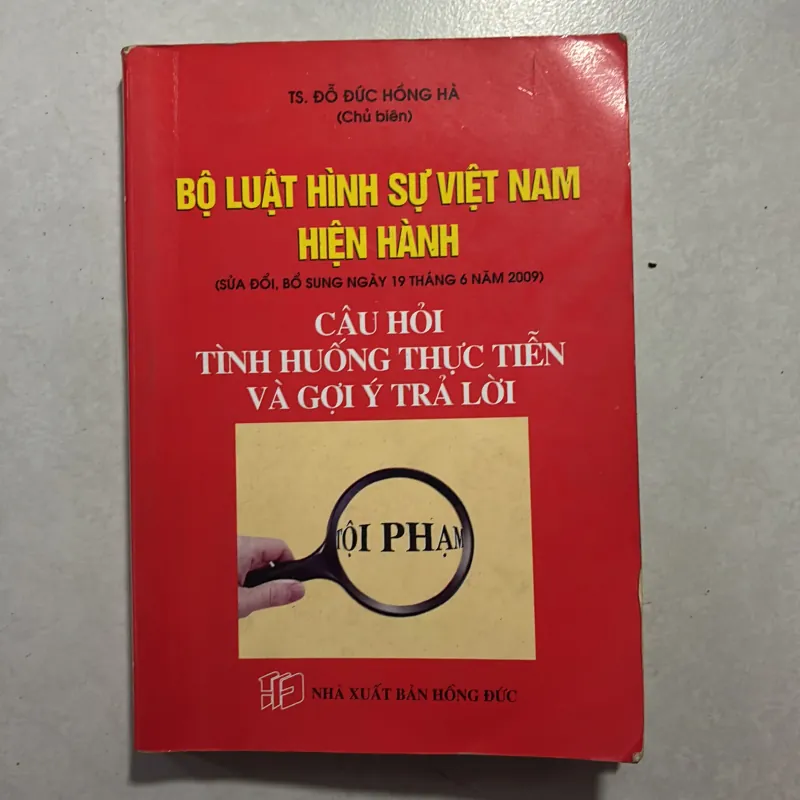 TS. ĐỖ ĐỨC HỒNG HÀ
(Chủ biên)
BỘ LUẬT HÌNH SỰ VIỆT NAM
HIỆN HÀNH
(SỬA ĐỔI, BỔ SUNG NGÀY 19 THÁNG 6 NĂM 2009)
CÂU HỎI
TÌNH HUỐNG THỰC TIỄN
VÀ GỢI Ý TRẢ LỜI
TỘI PHẠM
HĐ NHÀ XUẤT BẢN HỒNG ĐỨC